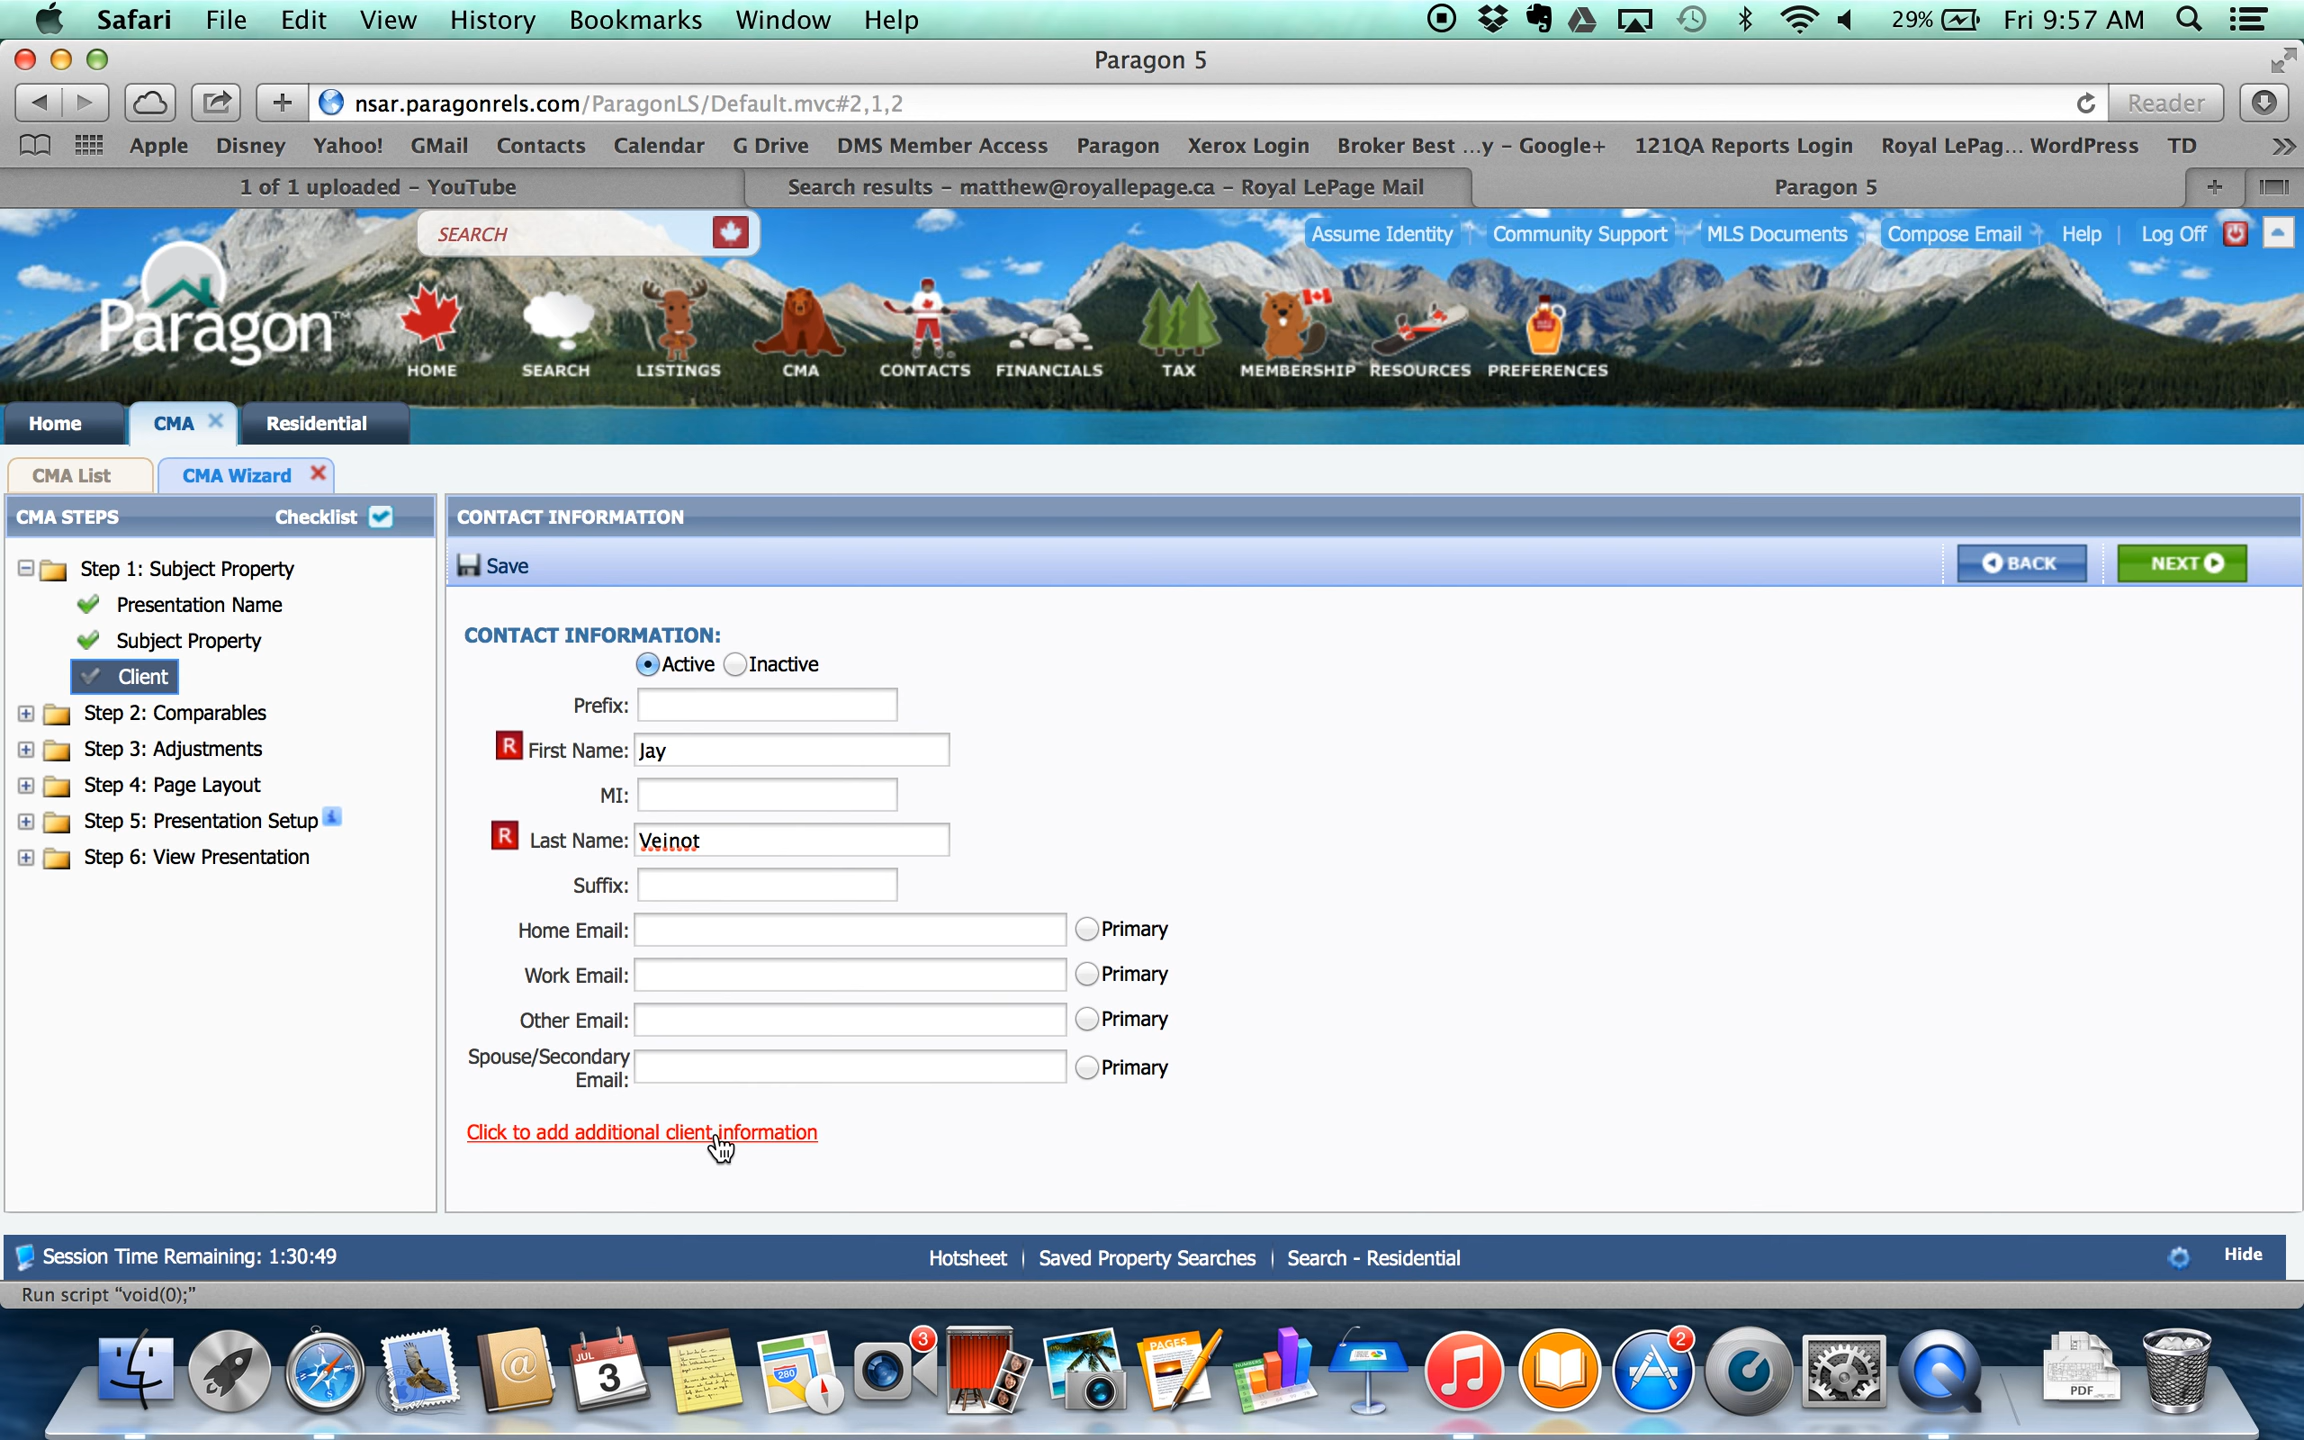 Safari File Edit View History Bookmarks Window Help 29% Fri 9:57 AM
Paragon 5
nsar.paragonrels.com/ParagonLS/Default.mvc#2,1,2 Reader
Apple Disney Yahoo! GMail Contacts Calendar G Drive DMS Member Access Paragon Xerox Login Broker Best ...y – Google+ 121QA Reports Login Royal LePag... WordPress TD >>
1 of 1 uploaded – YouTube Search results – matthew@royallepage.ca – Royal LePage Mail Paragon 5
SEARCH Assume Identity Community Support MLS Documents Compose Email Help | Log Off
Paragon™
HOME SEARCH LISTINGS CMA CONTACTS FINANCIALS TAX MEMBERSHIP RESOURCES PREFERENCES
Home CMA Residential
CMA List CMA Wizard
CMA STEPS Checklist CONTACT INFORMATION
Save BACK NEXT
Step 1: Subject Property
Presentation Name
Subject Property
Client
Step 2: Comparables
Step 3: Adjustments
Step 4: Page Layout
Step 5: Presentation Setup i
Step 6: View Presentation
CONTACT INFORMATION:
Active Inactive
Prefix:
R First Name: Jay
MI:
R Last Name: Veinot
Suffix:
Home Email: Primary
Work Email: Primary
Other Email: Primary
Spouse/Secondary
Email: Primary
Click to add additional client information
Session Time Remaining: 1:30:49 Hotsheet | Saved Property Searches | Search - Residential Hide
Run script “void(0);”
JUL
3
280
3
PAGES
NUMBERS
2
PDF